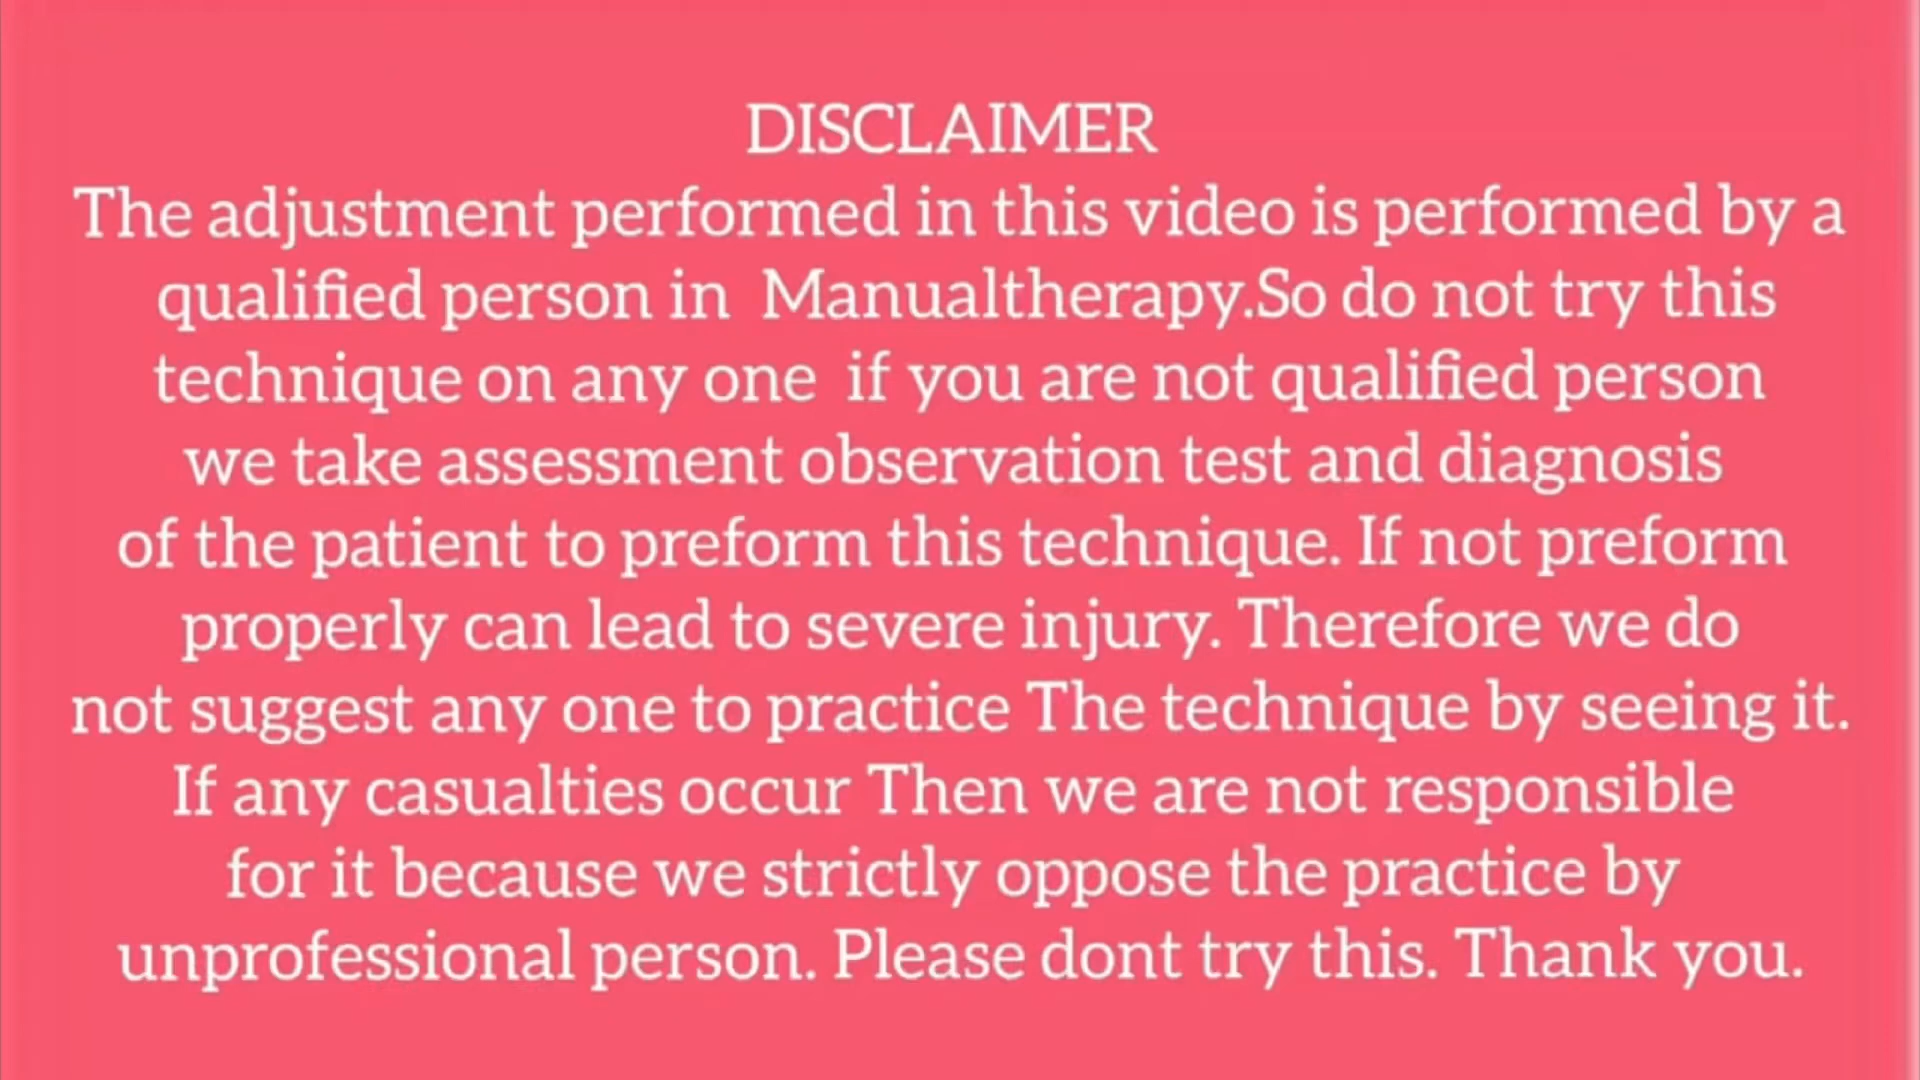 DISCLAIMER
The adjustment performed in this video is performed by a
qualified person in Manualtherapy.So do not try this
technique on any one if you are not qualified person
we take assessment observation test and diagnosis
of the patient to preform this technique. If not preform
properly can lead to severe injury. Therefore we do
not suggest any one to practice The technique by seeing it.
If any casualties occur Then we are not responsible
for it because we strictly oppose the practice by
unprofessional person. Please dont try this. Thank you.